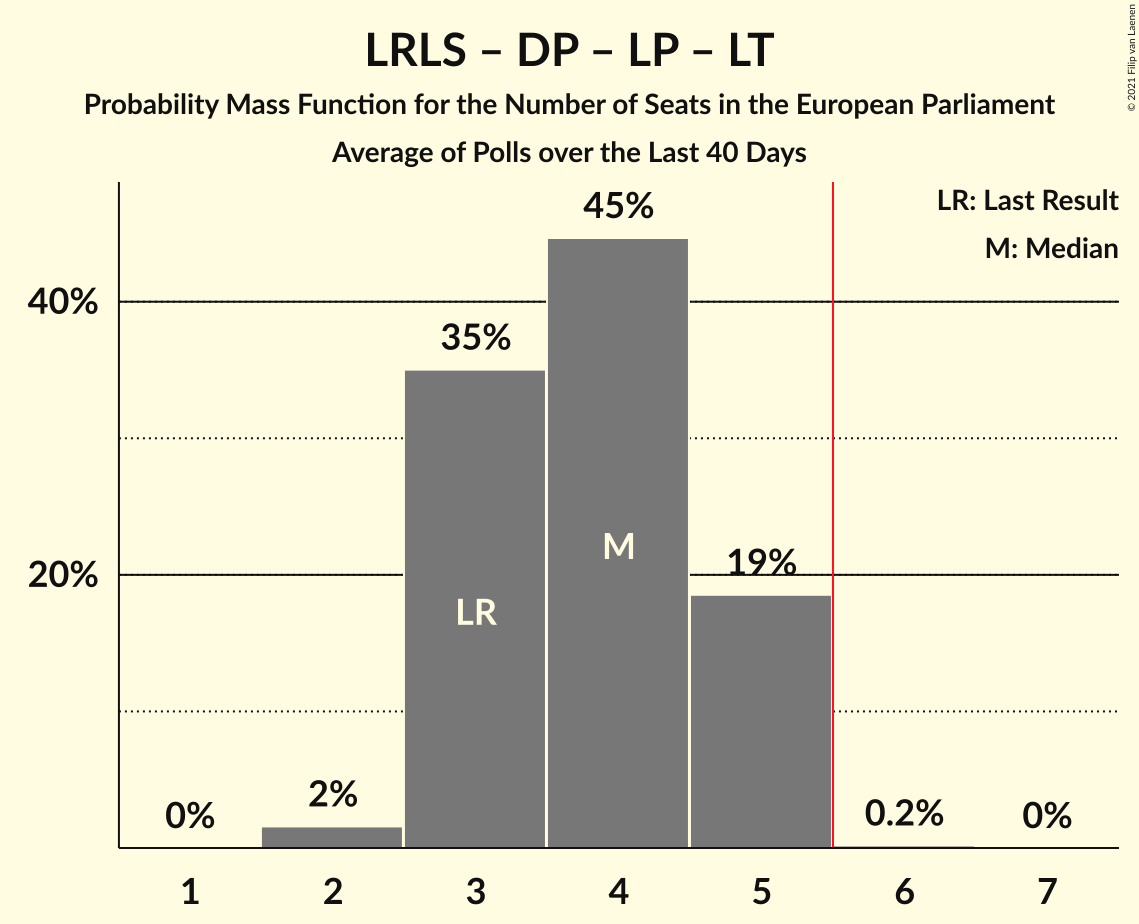 LRLS – DP – LP – LT
Probability Mass Function for the Number of Seats in the European Parliament
Average of Polls over the Last 40 Days
© 2021 Filip van Laenen
LR: Last Result
M: Median
45%
40%
35%
M
19%
20%
LR
2%
0%
0.2%
0%
1 2 3 4 5 6 7